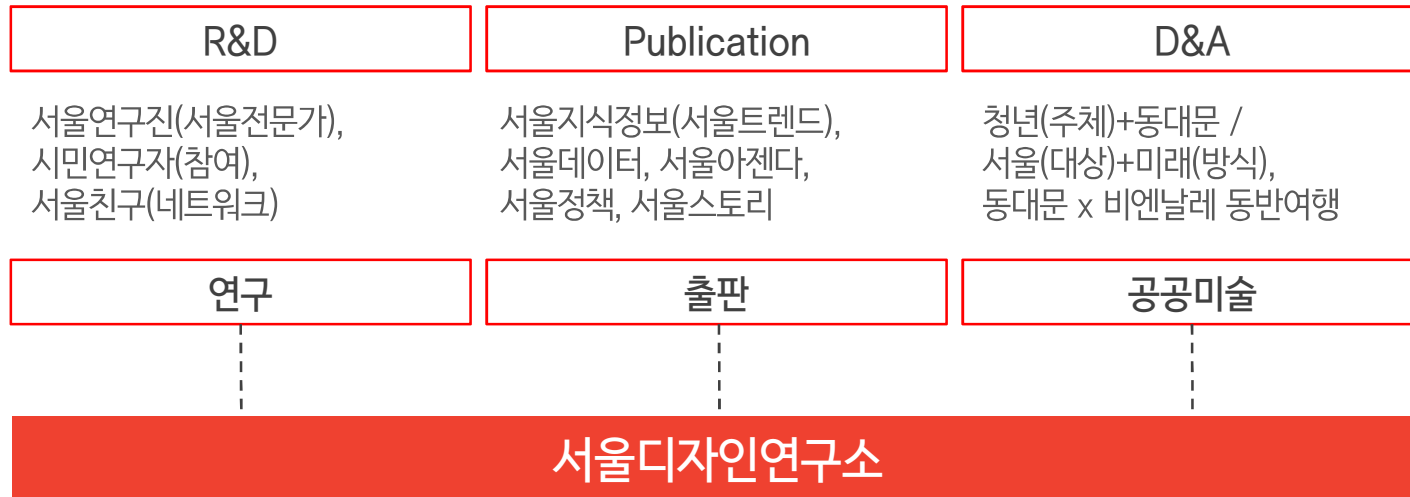 R&D
서울연구진(서울전문가),
시민연구자(참여),
서울친구(네트워크)
연구
Publication
서울지식정보(서울트렌드),
서울데이터, 서울아젠다,
서울정책, 서울스토리
출판
D&A
청년(주체)+동대문 /
서울(대상)+미래(방식),
동대문 x 비엔날레 동반여행
공공미술
서울디자인연구소